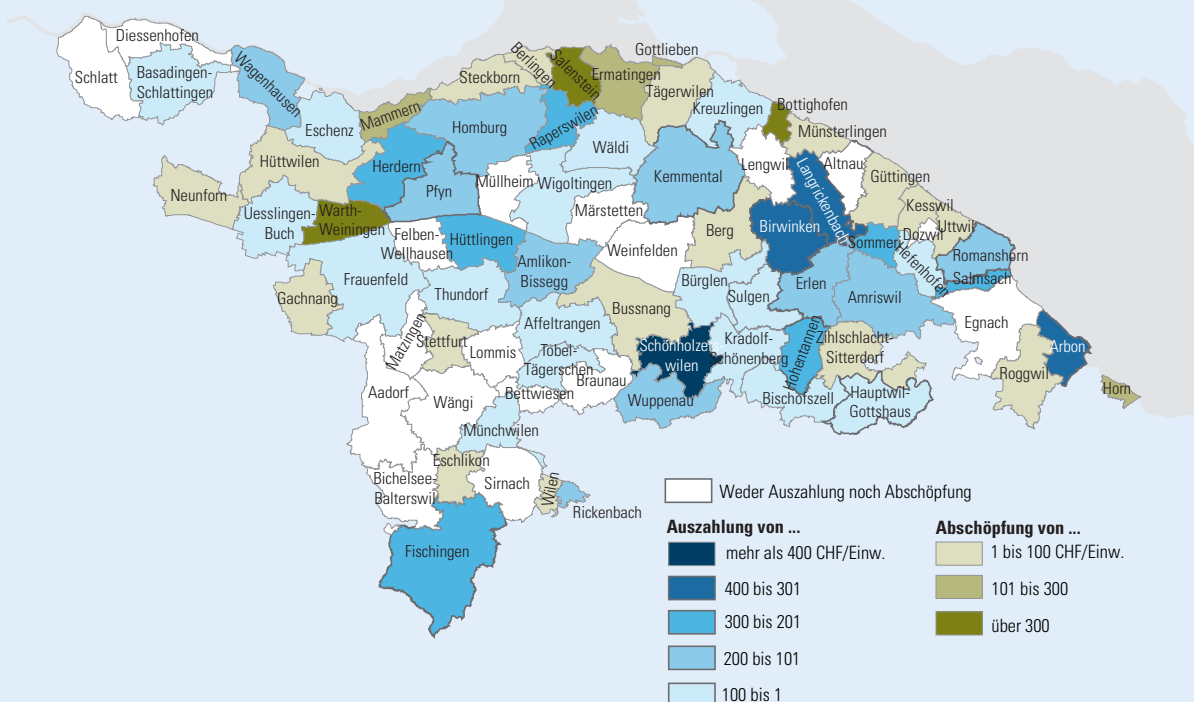 Diessenhofen
Schlatt
Basadingen-
Schlattingen
Wagenhausen
Eschenz
Mammern
Steckborn
Berlingen
Salenstein
Ermatingen
Gottlieben
Tägerwilen
Kreuzlingen
Bottighofen
Münsterlingen
Homburg
Raperswilen
Wäldi
Hüttwilen
Herdern
Neunforn
Uesslingen-
Buch
Warth-
Weiningen
Pfyn
Müllheim
Wigoltingen
Kemmental
Lengwil
Langrickenbach
Altnau
Güttingen
Kesswil
Uttwil
Dozwil
Romanshorn
Märstetten
Felben-
Wellhausen
Hüttlingen
Weinfelden
Berg
Birwinken
Sommeri
Hefenhofen
Salmsach
Amlikon-
Bissegg
Frauenfeld
Gachnang
Thundorf
Bussnang
Bürglen
Sulgen
Erlen
Amriswil
Egnach
Arbon
Roggwil
Horn
Matzingen
Stettfurt
Lommis
Affeltrangen
Tobel-
Tägerschen
Braunau
Schönholzers-
wilen
Kradolf-
Schönenberg
Hohentannen
Zihlschlacht-
Sitterdorf
Aadorf
Wängi
Bettwiesen
Wuppenau
Bischofszell
Hauptwil-
Gottshaus
Münchwilen
Eschlikon
Bichelsee-
Balterswil
Sirnach
Wilen
Rickenbach
Fischingen
Weder Auszahlung noch Abschöpfung
Auszahlung von ...
mehr als 400 CHF/Einw.
400 bis 301
300 bis 201
200 bis 101
100 bis 1
Abschöpfung von ...
1 bis 100 CHF/Einw.
101 bis 300
über 300